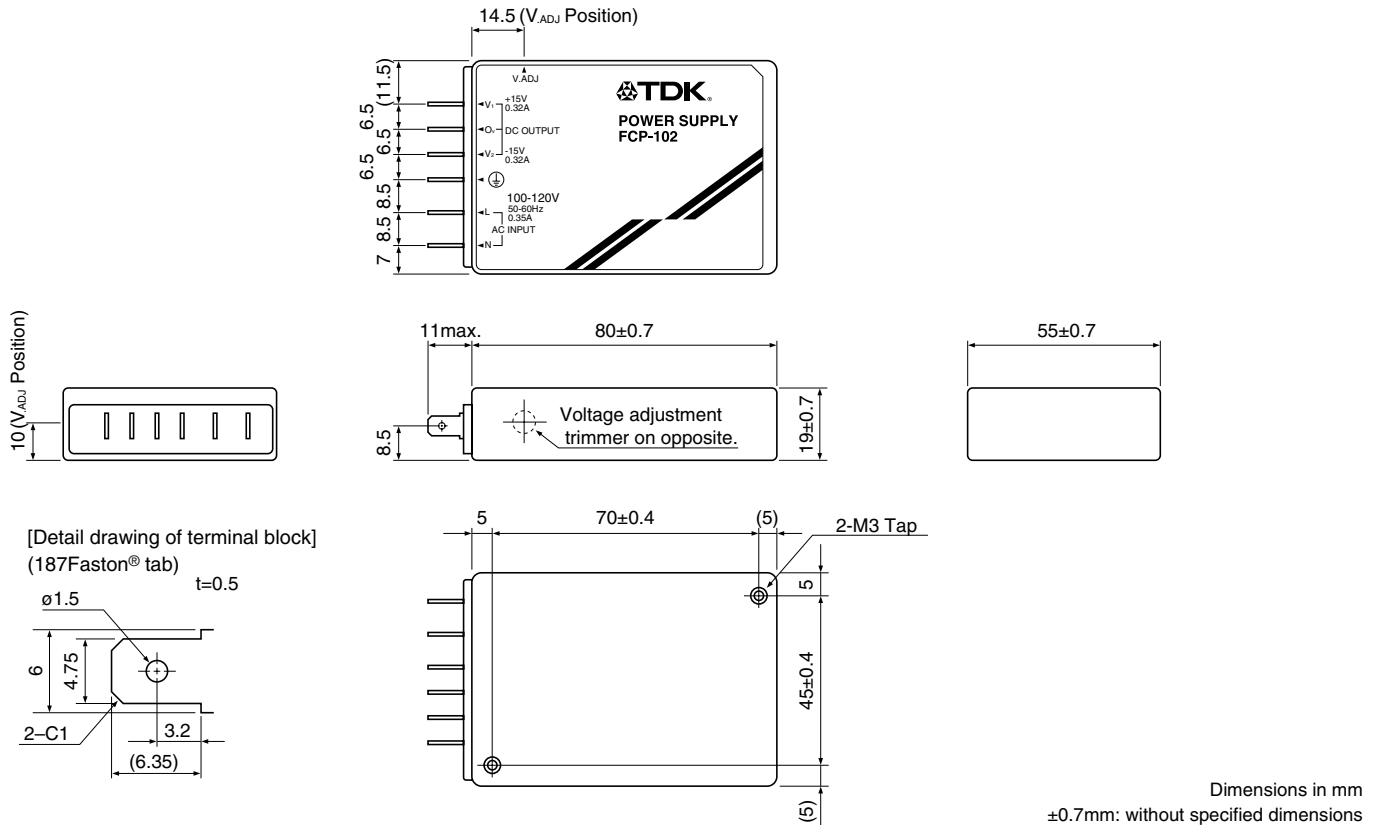 14.5 (V.ADJ Position)
(11.5)
6.5
6.5
6.5
8.5
8.5
7
V.ADJ
V1
+15V
0.32A
Ov
DC OUTPUT
V2
-15V
0.32A
100-120V
50-60Hz
0.35A
L
AC INPUT
N
TDK.
POWER SUPPLY
FCP-102
10 (V.ADJ Position)
11max.
80±0.7
8.5
Voltage adjustment
trimmer on opposite.
19±0.7
55±0.7
[Detail drawing of terminal block]
(187Faston® tab)
t=0.5
ø1.5
6
4.75
2–C1
3.2
(6.35)
5
70±0.4
(5)
2-M3 Tap
5
45±0.4
(5)
Dimensions in mm
±0.7mm: without specified dimensions